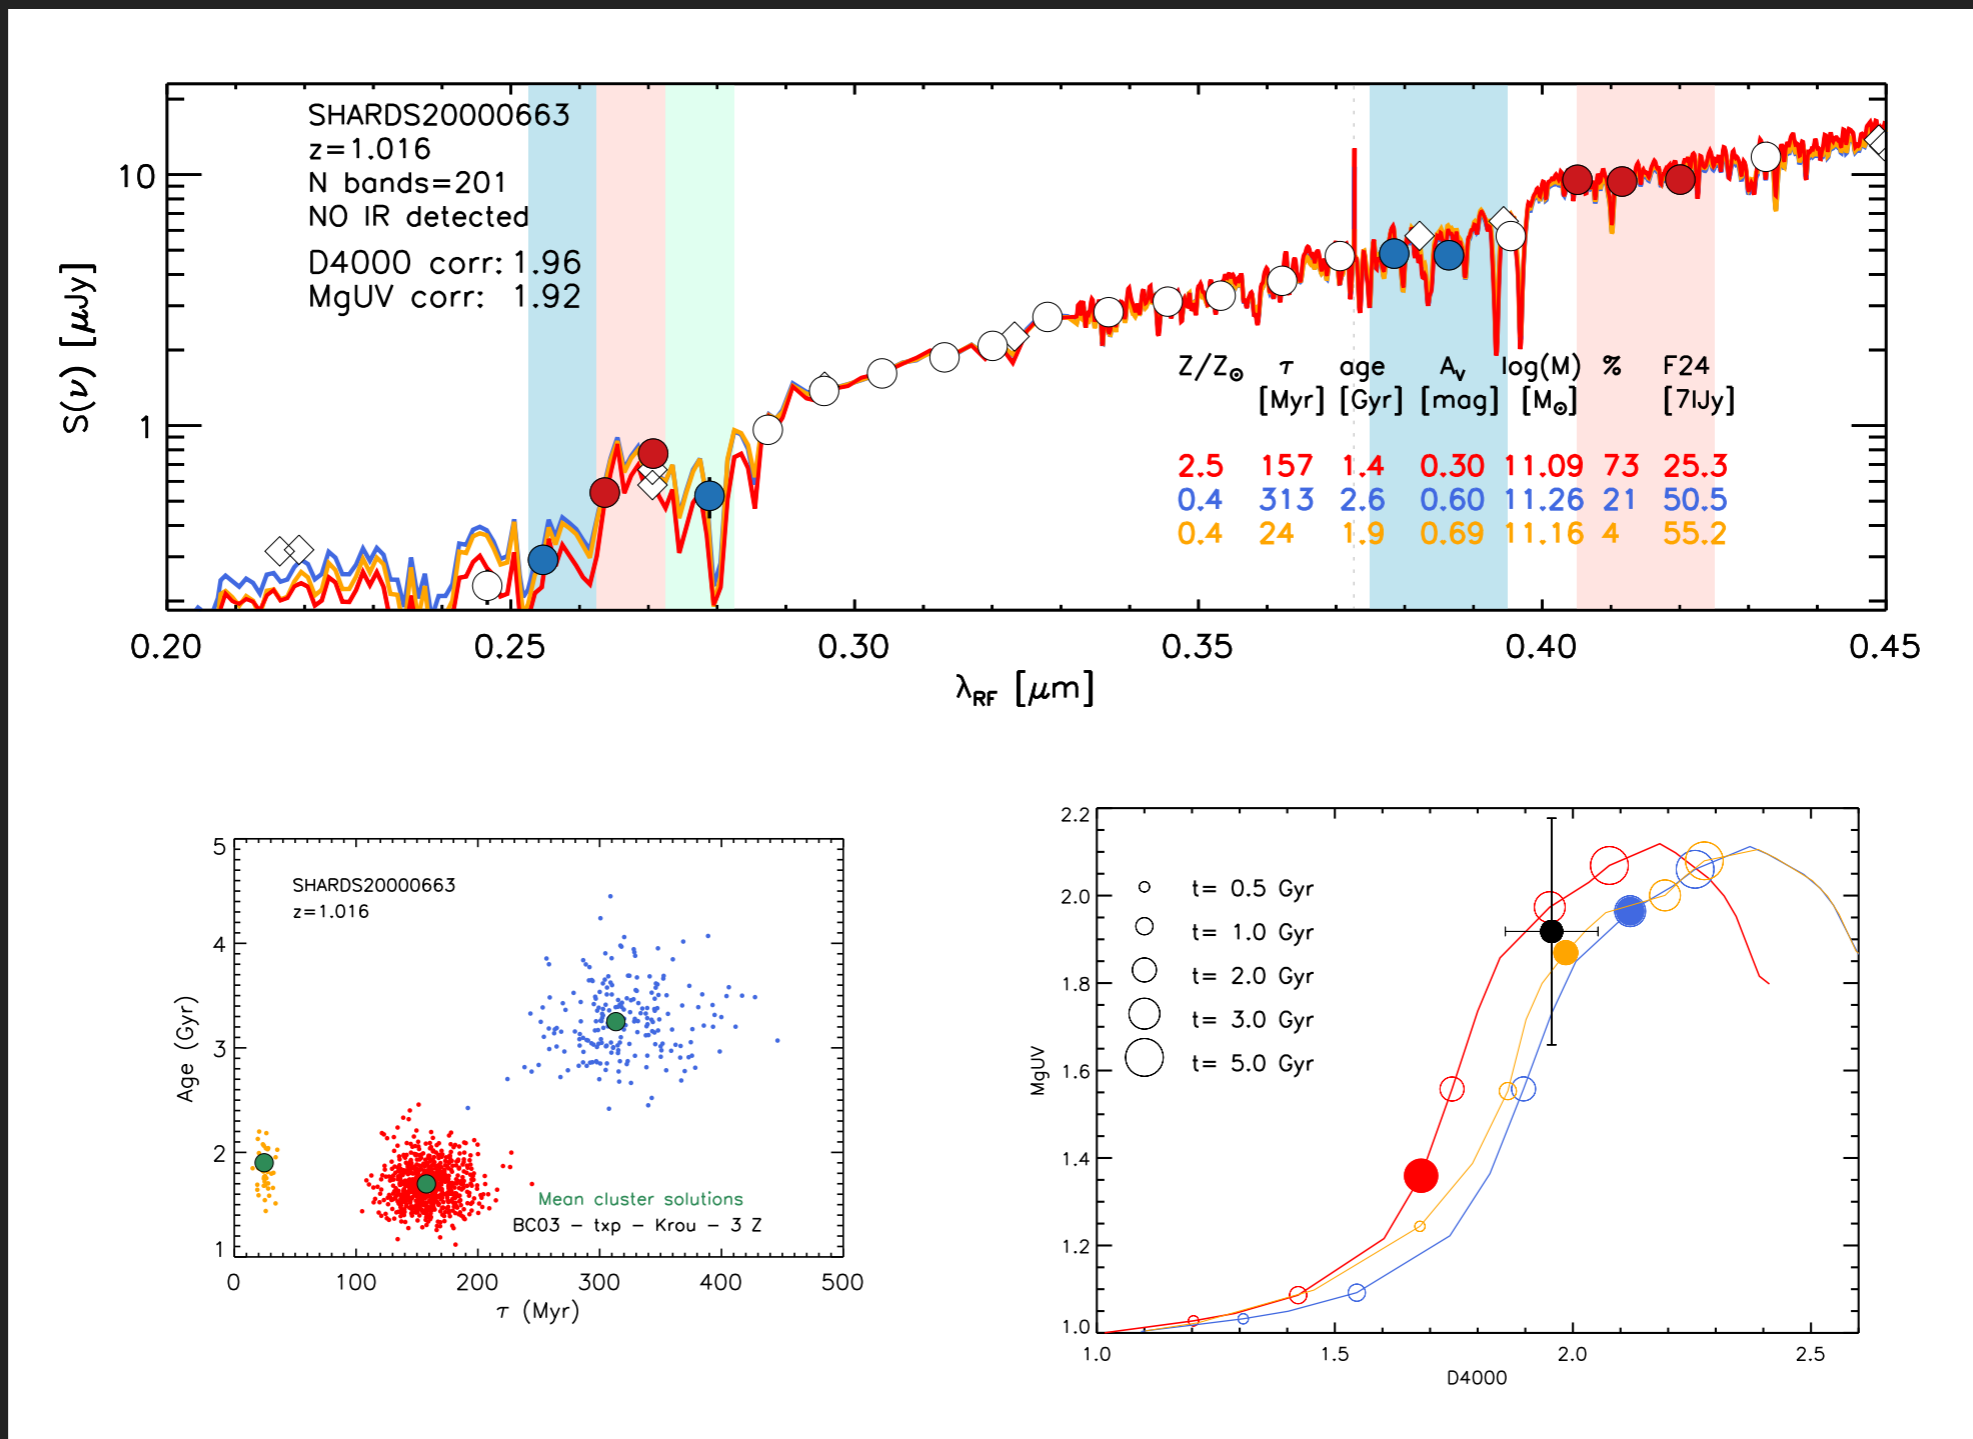 SHARDS20000663
z=1.016
N bands=201
NO IR detected
D4000 corr: 1.96
MgUV corr: 1.92
S(ν) [μJy]
10
1
Z/Z⊙ τ age Aᵥ log(M) % F24
[Myr] [Gyr] [mag] [M⊙] [7IJy]
2.5 157 1.4 0.30 11.09 73 25.3
0.4 313 2.6 0.60 11.26 21 50.5
0.4 24 1.9 0.69 11.16 4 55.2
0.20 0.25 0.30 0.35 0.40 0.45
λRF [μm]
SHARDS20000663
z=1.016
Age (Gyr)
5
4
3
2
1
Mean cluster solutions
BC03 – txp – Krou – 3 Z
0 100 200 300 400 500
τ (Myr)
MgUV
2.2
2.0
1.8
1.6
1.4
1.2
1.0
t= 0.5 Gyr
t= 1.0 Gyr
t= 2.0 Gyr
t= 3.0 Gyr
t= 5.0 Gyr
1.0 1.5 2.0 2.5
D4000